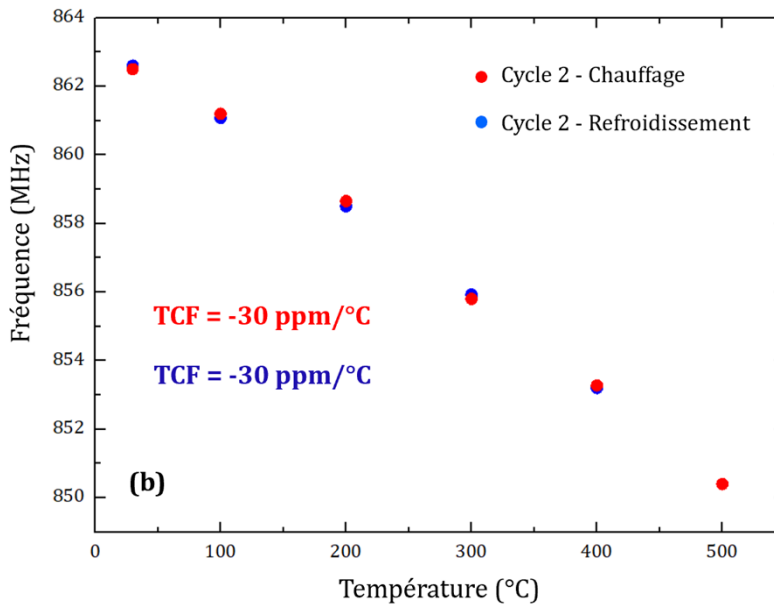 864
862
860
858
856
854
852
850
Fréquence (MHz)
Cycle 2 - Chauffage
Cycle 2 - Refroidissement
TCF = -30 ppm/°C
TCF = -30 ppm/°C
(b)
0 100 200 300 400 500
Température (°C)